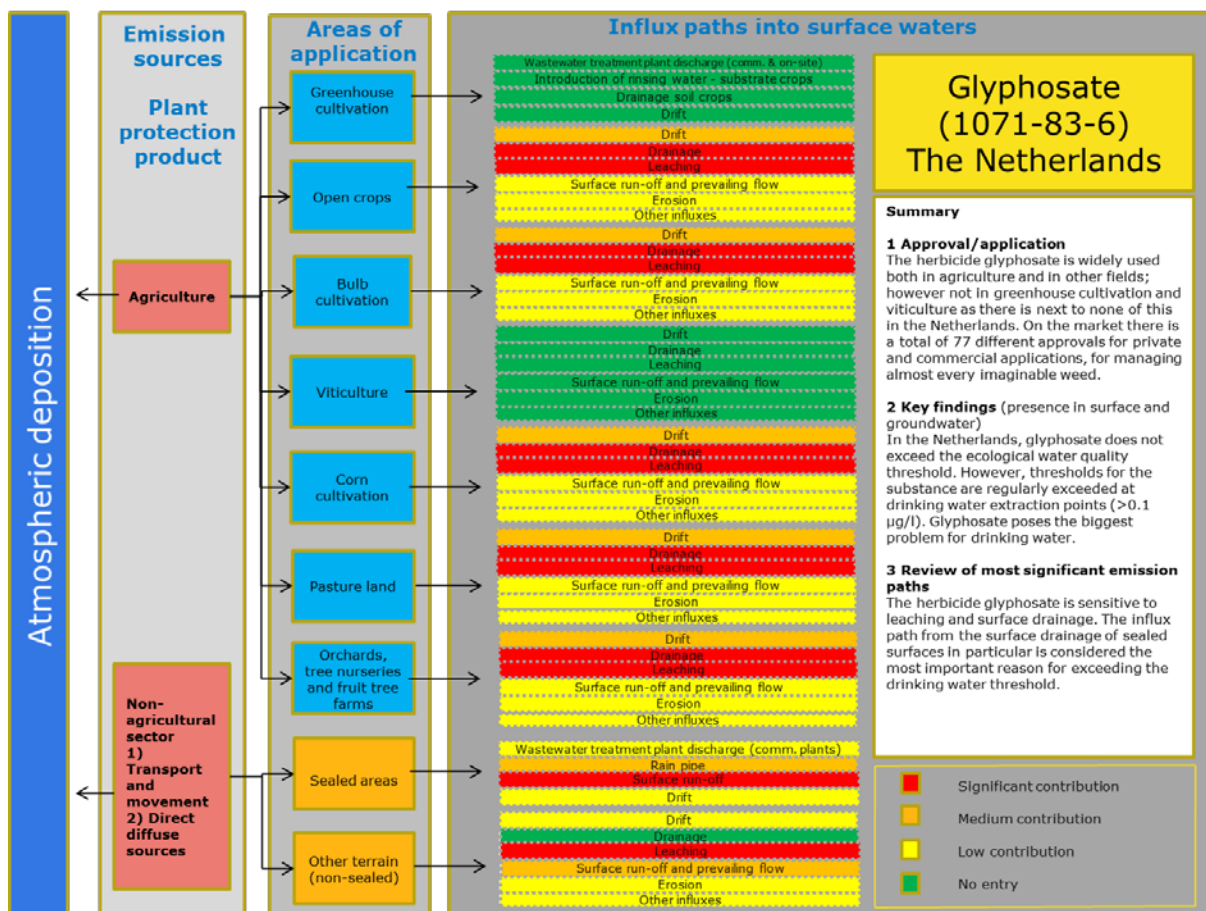 Atmospheric deposition
Emission
sources
Plant
protection
product
Agriculture
Non-
agricultural
sector
1)
Transport
and
movement
2) Direct
diffuse
sources
Areas of
application
Greenhouse
cultivation
Open crops
Bulb
cultivation
Viticulture
Corn
cultivation
Pasture land
Orchards,
tree nurseries
and fruit tree
farms
Sealed areas
Other terrain
(non-sealed)
Influx paths into surface waters
Wastewater treatment plant discharge (comm. & on-site)
Introduction of rinsing water - substrate crops
Drainage soil crops
Drift
Drift
Drainage
Leaching
Surface run-off and prevailing flow
Erosion
Other influxes
Drift
Drainage
Leaching
Surface run-off and prevailing flow
Erosion
Other influxes
Drift
Drainage
Leaching
Surface run-off and prevailing flow
Erosion
Other influxes
Drift
Drainage
Leaching
Surface run-off and prevailing flow
Erosion
Other influxes
Drift
Drainage
Leaching
Surface run-off and prevailing flow
Erosion
Other influxes
Drift
Drainage
Leaching
Surface run-off and prevailing flow
Erosion
Other influxes
Wastewater treatment plant discharge (comm. plants)
Rain pipe
Surface run-off
Drift
Drift
Drainage
Leaching
Surface run-off and prevailing flow
Erosion
Other influxes
Glyphosate
(1071-83-6)
The Netherlands
Summary
1 Approval/application
The herbicide glyphosate is widely used
both in agriculture and in other fields;
however not in greenhouse cultivation and
viticulture as there is next to none of this
in the Netherlands. On the market there is
a total of 77 different approvals for private
and commercial applications, for managing
almost every imaginable weed.
2 Key findings (presence in surface and
groundwater)
In the Netherlands, glyphosate does not
exceed the ecological water quality
threshold. However, thresholds for the
substance are regularly exceeded at
drinking water extraction points (>0.1
µg/l). Glyphosate poses the biggest
problem for drinking water.
3 Review of most significant emission
paths
The herbicide glyphosate is sensitive to
leaching and surface drainage. The influx
path from the surface drainage of sealed
surfaces in particular is considered the
most important reason for exceeding the
drinking water threshold.
Significant contribution
Medium contribution
Low contribution
No entry